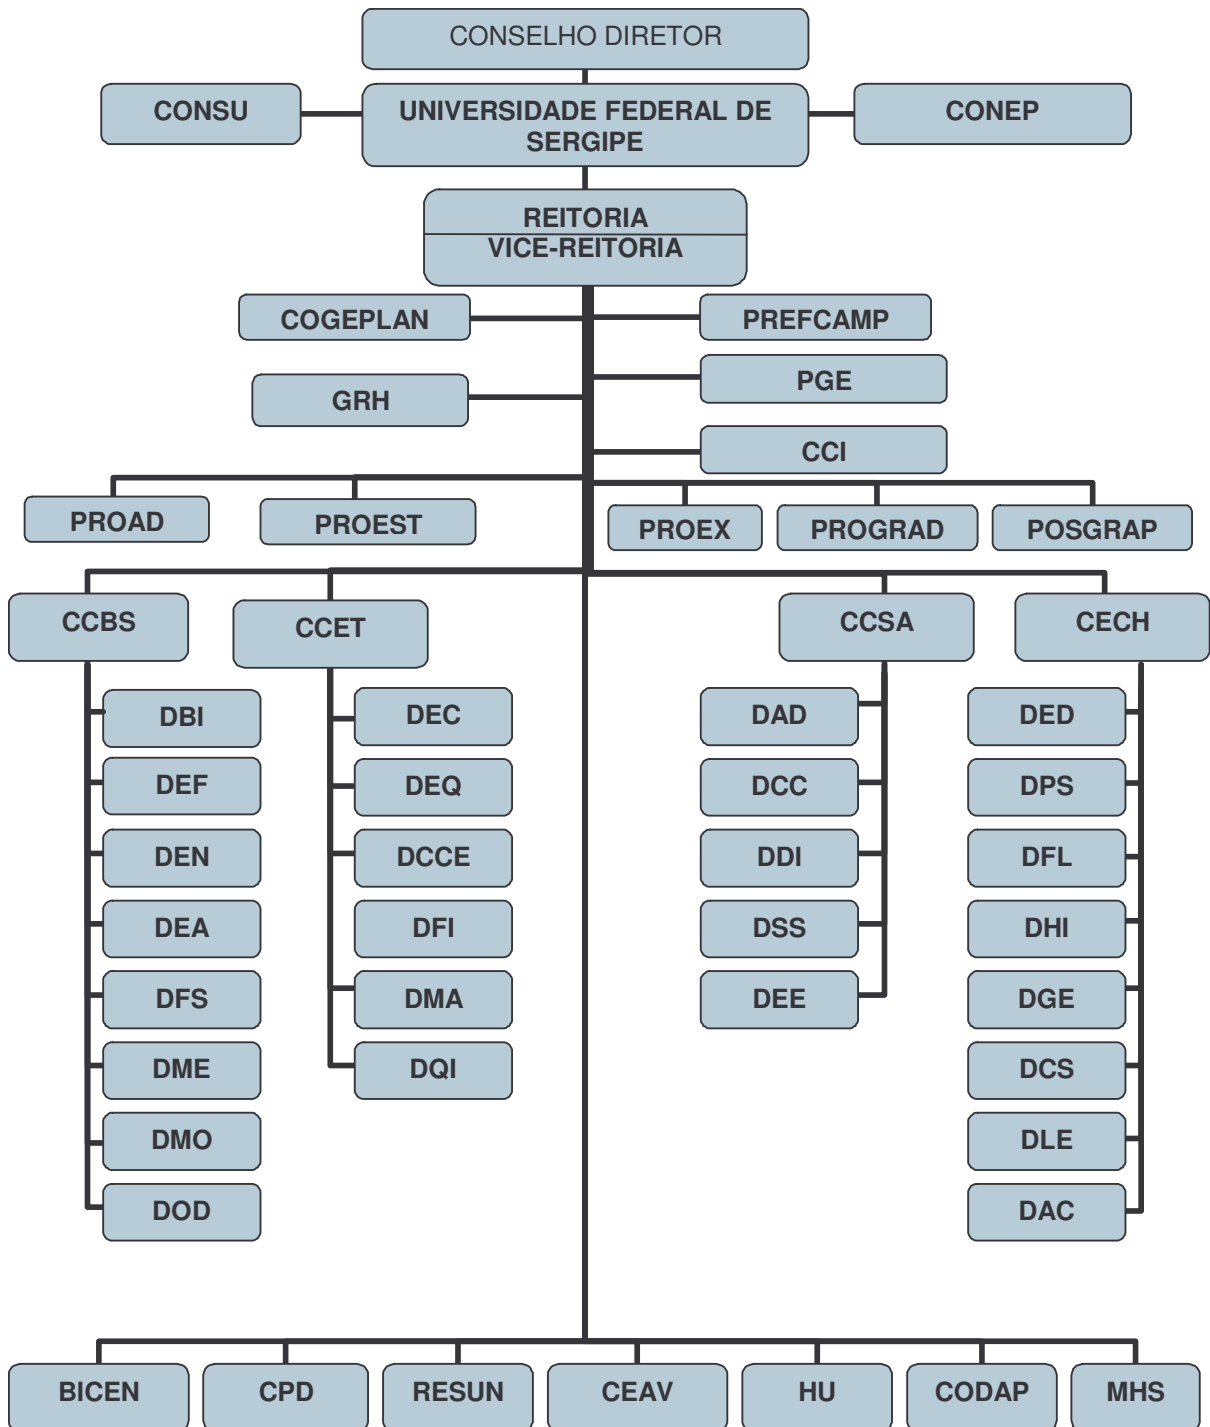 CONSELHO DIRETOR
CONSU
UNIVERSIDADE FEDERAL DE
SERGIPE
CONEP
REITORIA
VICE-REITORIA
COGEPLAN
PREFCAMP
PGE
GRH
CCI
PROAD
PROEST
PROEX
PROGRAD
POSGRAP
CCBS
CCET
CCSA
CECH
DBI
DEF
DEN
DEA
DFS
DME
DMO
DOD
DEC
DEQ
DCCE
DFI
DMA
DQI
DAD
DCC
DDI
DSS
DEE
DED
DPS
DFL
DHI
DGE
DCS
DLE
DAC
BICEN
CPD
RESUN
CEAV
HU
CODAP
MHS